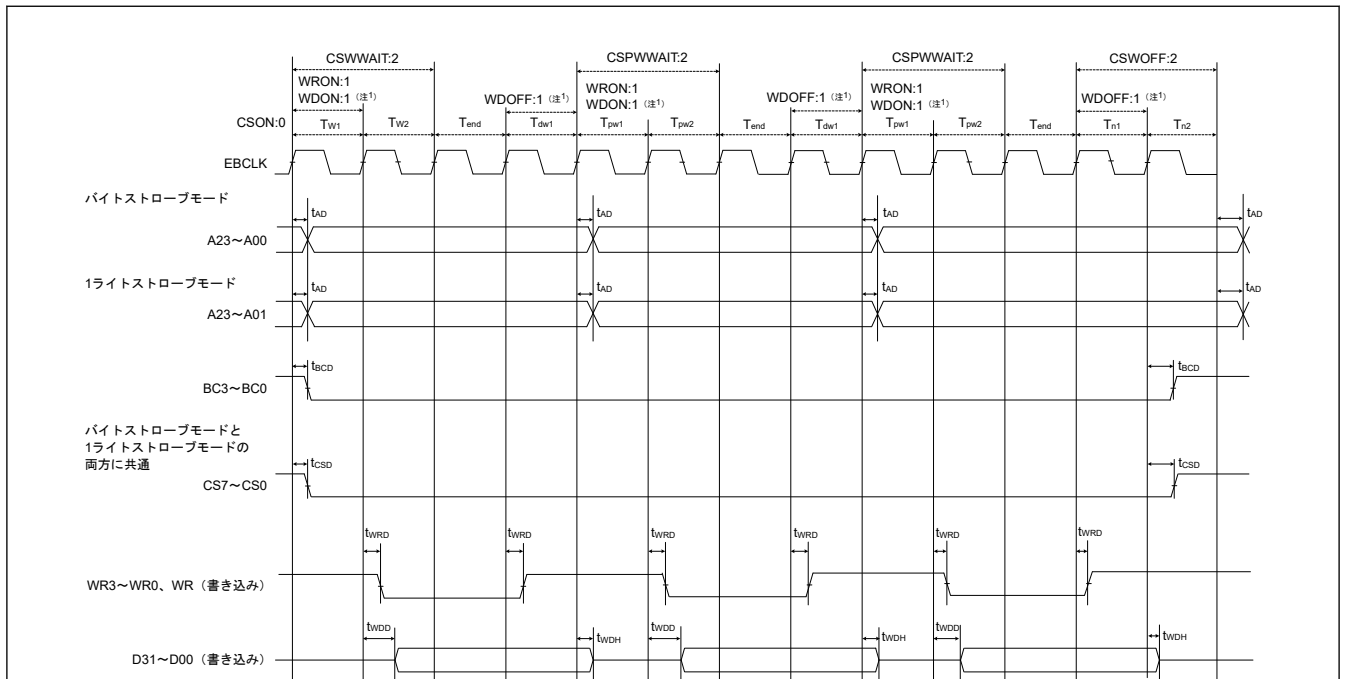 CSWWAIT:2 CSPWWAIT:2 CSPWWAIT:2 CSWOFF:2
WRON:1 WRON:1 WRON:1
WDON:1（注1） WDOFF:1（注1） WDON:1（注1） WDOFF:1（注1） WDON:1（注1） WDOFF:1（注1）
CSON:0 TW1 TW2 Tend Tdw1 Tpw1 Tpw2 Tend Tdw1 Tpw1 Tpw2 Tend Tn1 Tn2
EBCLK
バイトストローブモード
tAD tAD tAD tAD
A23～A00
1ライトストローブモード
tAD tAD tAD tAD
A23～A01
tBCD tBCD
BC3～BC0
バイトストローブモードと
1ライトストローブモードの
両方に共通
tCSD tCSD
CS7～CS0
tWRD tWRD tWRD tWRD tWRD tWRD
WR3～WR0、WR（書き込み）
tWDD tWDH tWDD tWDH tWDD tWDH
D31～D00（書き込み）